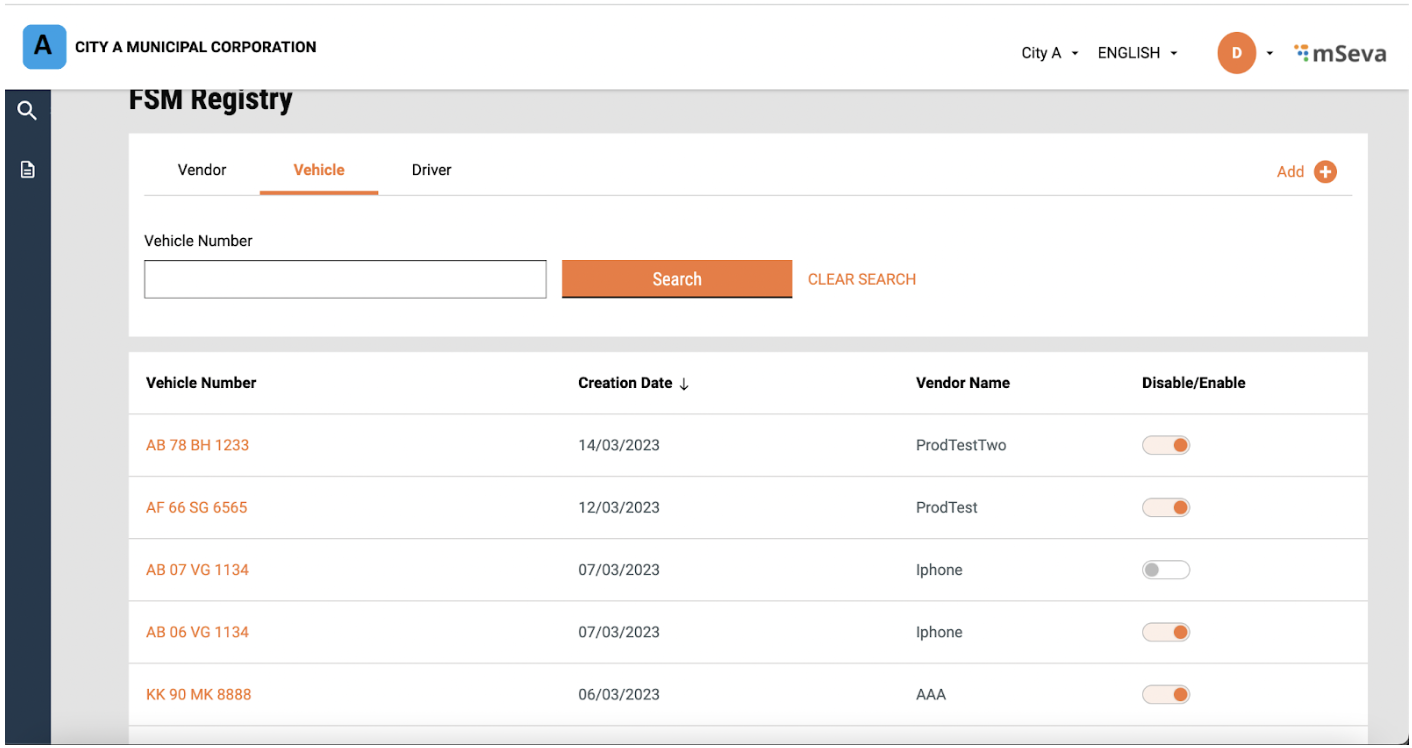 A CITY A MUNICIPAL CORPORATION City A ENGLISH D mSeva
FSM Registry
Vendor Vehicle Driver Add
Vehicle Number
Search CLEAR SEARCH
Vehicle Number Creation Date ↓ Vendor Name Disable/Enable
AB 78 BH 1233 14/03/2023 ProdTestTwo
AF 66 SG 6565 12/03/2023 ProdTest
AB 07 VG 1134 07/03/2023 Iphone
AB 06 VG 1134 07/03/2023 Iphone
KK 90 MK 8888 06/03/2023 AAA